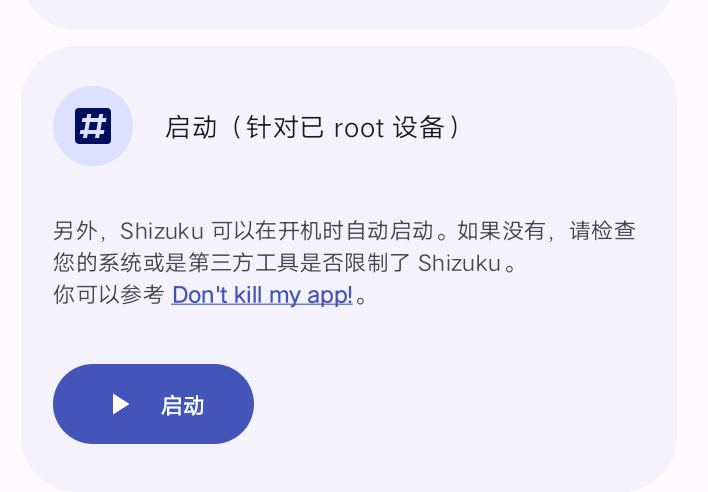 启动（针对已 root 设备）
另外，Shizuku 可以在开机时自动启动。如果没有，请检查
您的系统或是第三方工具是否限制了 Shizuku。
你可以参考 Don't kill my app!。
启动